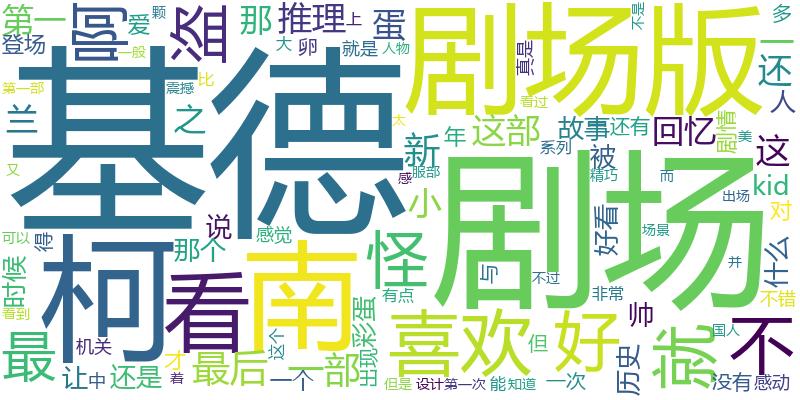 第一 啊 盗 爱 颗 那 推理 上 蛋 剧场版 不是 多 一
登场 一般 大 卵 就是 人物 真是 还
第一部 震撼 比 看过 人
兰 基德 之 太 这部 故事 还有 回忆 剧情 美 这
又 新 年 系列 被
感 服部 剧场 精巧 而 kid
说 小 出场 对
得 柯南 那个 感觉 怪 与 好看 场景 并 什么
时候 可以 看 有点 不过 非常 不错
看到 喜欢 好 帅 就 国人 不
最 机关 才 最后 一部 这个 出现 彩蛋 但 历史
让 中 还是 着 一个 但是 设计 第一次 能 知道 一次 没有 感动